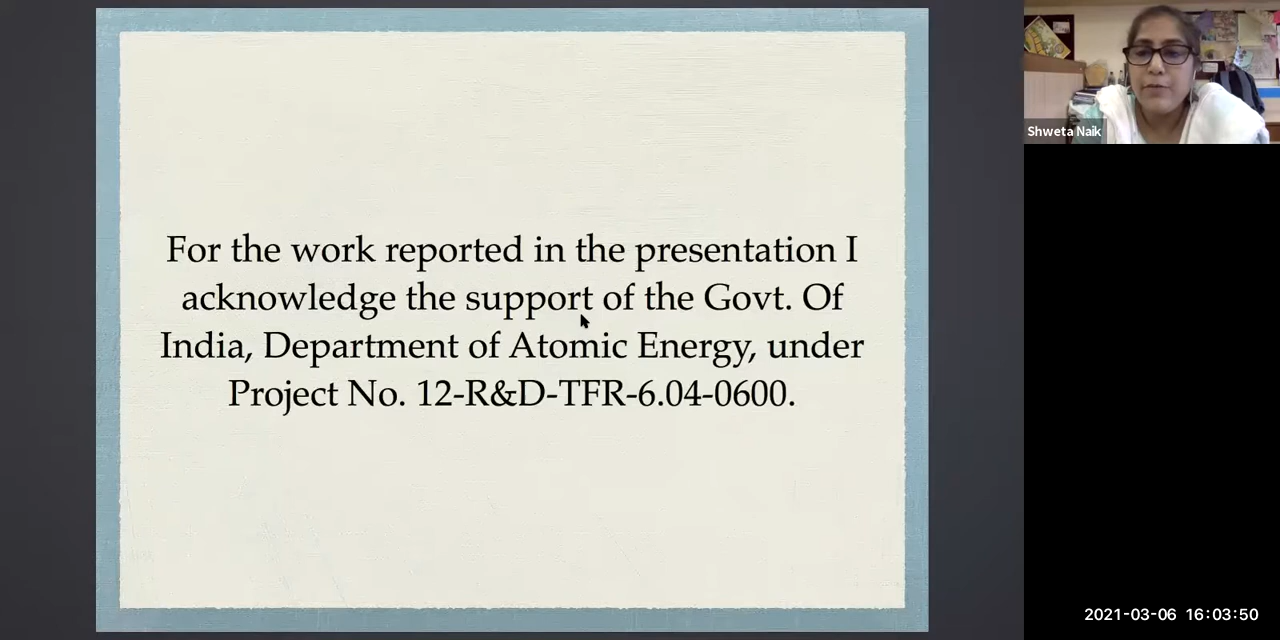 For the work reported in the presentation I
acknowledge the support of the Govt. Of
India, Department of Atomic Energy, under
Project No. 12-R&D-TFR-6.04-0600.
Shweta Naik
2021-03-06 16:03:50